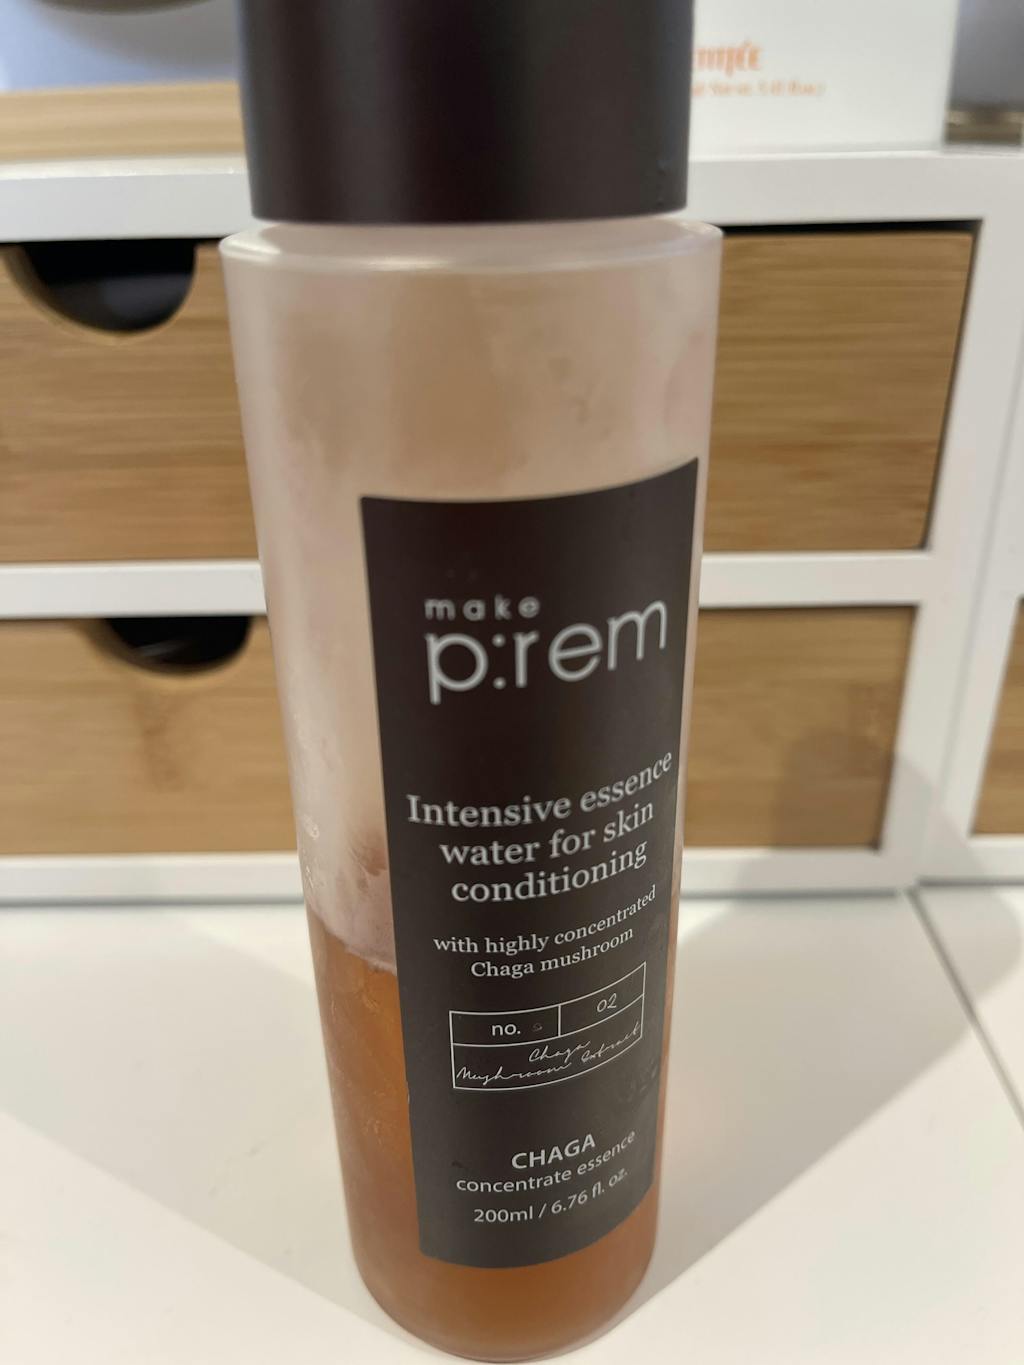 make
p:rem
Intensive essence
water for skin
conditioning
with highly concentrated
Chaga mushroom
no.
02
Chaga
Mushroom Extract
CHAGA
concentrate essence
200ml / 6.76 fl. oz.